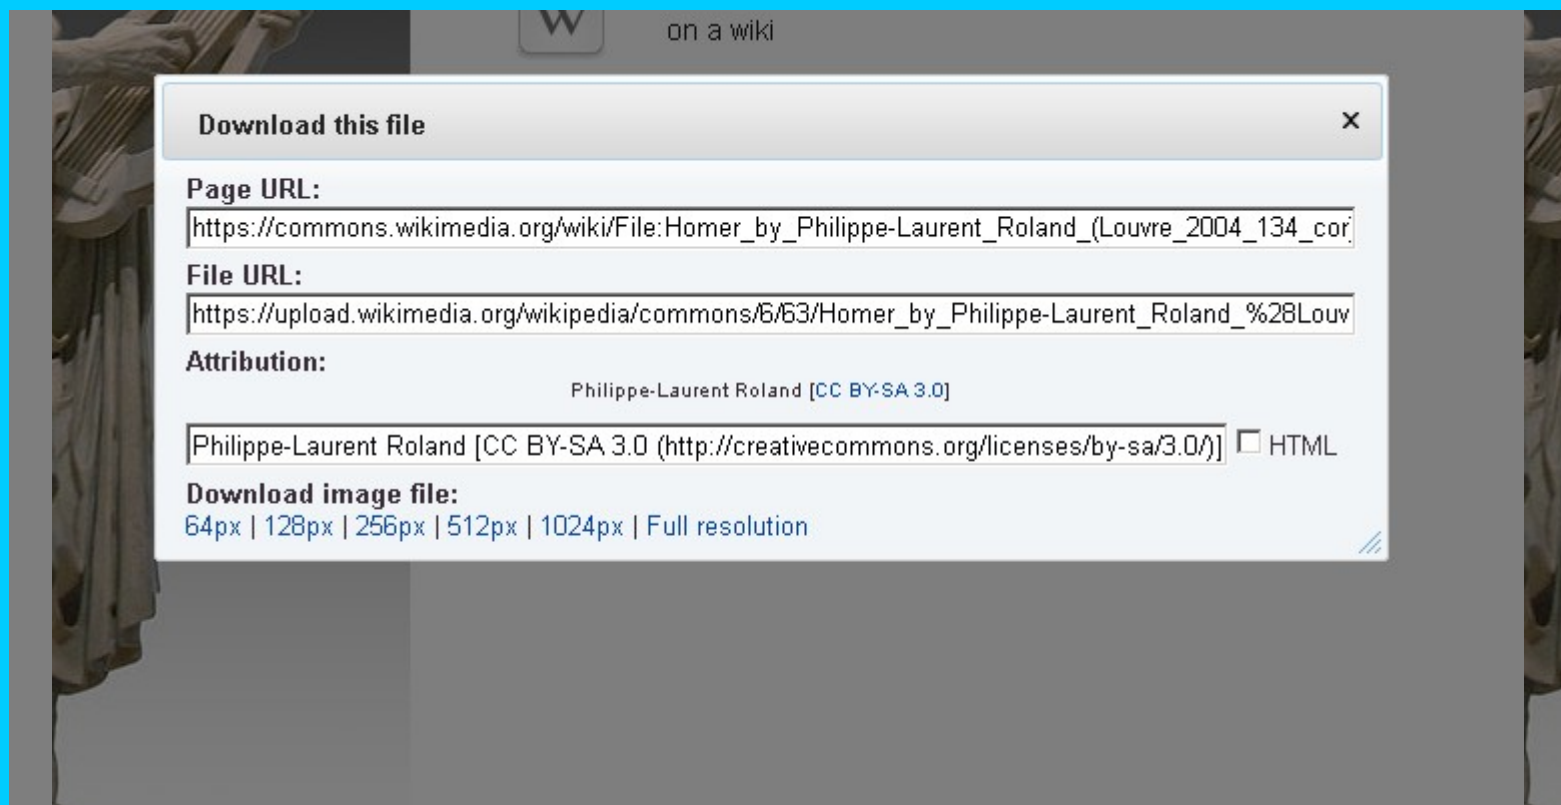 W
on a wiki
Download this file
×
Page URL:
https://commons.wikimedia.org/wiki/File:Homer_by_Philippe-Laurent_Roland_(Louvre_2004_134_cor
File URL:
https://upload.wikimedia.org/wikipedia/commons/6/63/Homer_by_Philippe-Laurent_Roland_%28Louv
Attribution:
Philippe-Laurent Roland [CC BY-SA 3.0]
Philippe-Laurent Roland [CC BY-SA 3.0 (http://creativecommons.org/licenses/by-sa/3.0/)] HTML
Download image file:
64px | 128px | 256px | 512px | 1024px | Full resolution